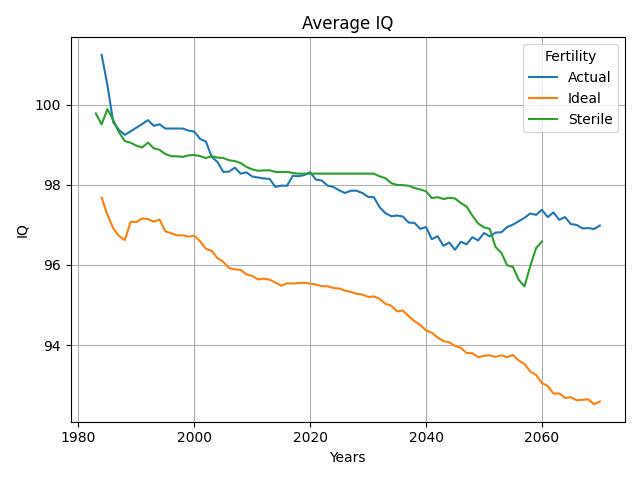 Average IQ
Fertility
Actual
Ideal
Sterile
IQ
100
98
96
94
1980 2000 2020 2040 2060
Years